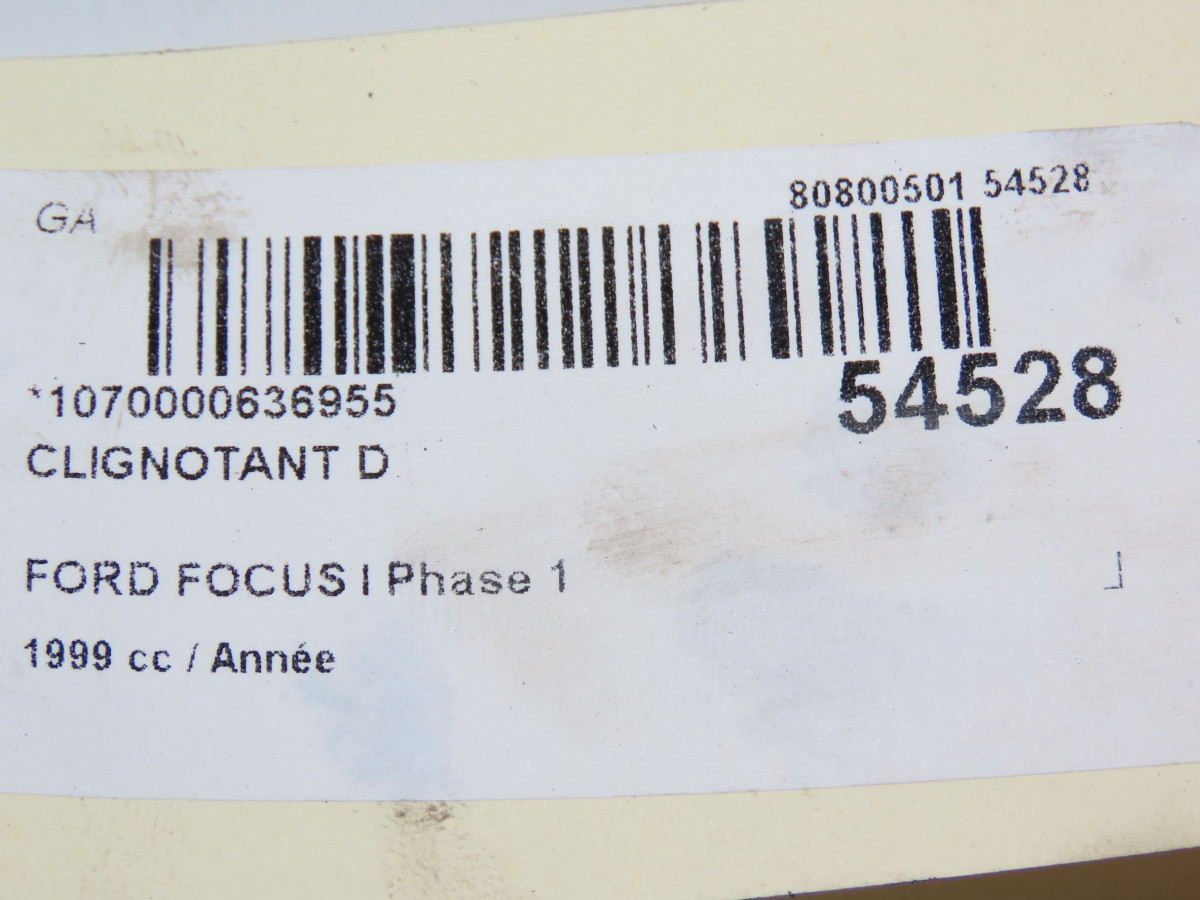 GA
80800501 54528
*1070000636955
54528
CLIGNOTANT D
FORD FOCUS I Phase 1
1999 cc / Année